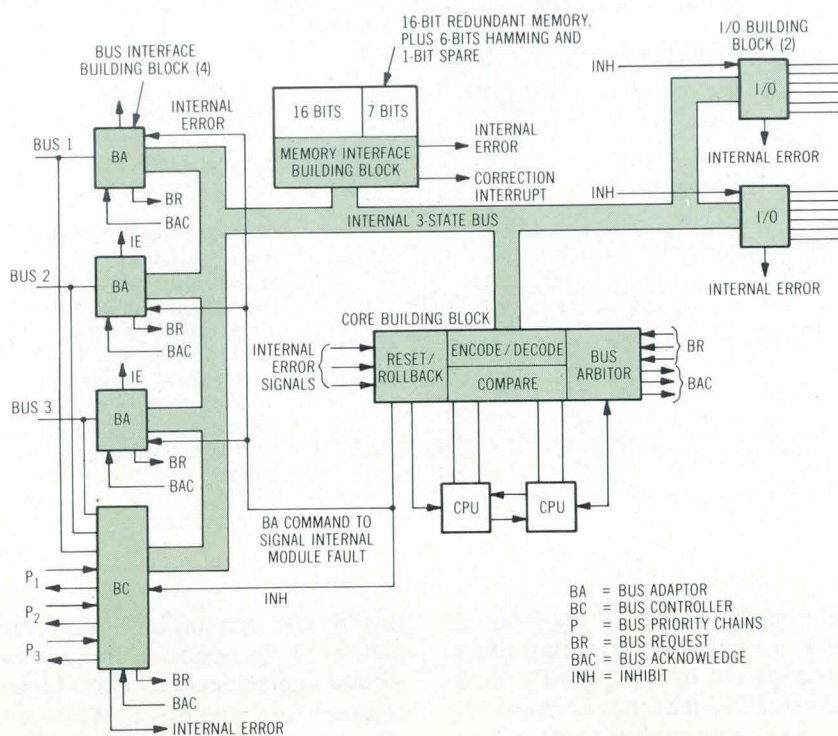 16-BIT REDUNDANT MEMORY,
PLUS 6-BITS HAMMING AND
1-BIT SPARE
I/O BUILDING
BLOCK (2)
BUS INTERFACE
BUILDING BLOCK (4)
INTERNAL
ERROR
16 BITS
7 BITS
MEMORY INTERFACE
BUILDING BLOCK
INTERNAL
ERROR
CORRECTION
INTERRUPT
INH
I/O
INTERNAL ERROR
BUS 1
BA
BR
BAC
INTERNAL 3-STATE BUS
INH
I/O
INTERNAL ERROR
IE
BUS 2
BA
BR
BAC
CORE BUILDING BLOCK
INTERNAL
ERROR
SIGNALS
RESET/
ROLLBACK
ENCODE/DECODE
COMPARE
BUS
ARBITOR
BR
BAC
IE
BUS 3
BA
BR
BAC
CPU
CPU
BA COMMAND TO
SIGNAL INTERNAL
MODULE FAULT
INH
BC
P1
P2
P3
BR
BAC
INTERNAL ERROR
BA = BUS ADAPTOR
BC = BUS CONTROLLER
P = BUS PRIORITY CHAINS
BR = BUS REQUEST
BAC = BUS ACKNOWLEDGE
INH = INHIBIT